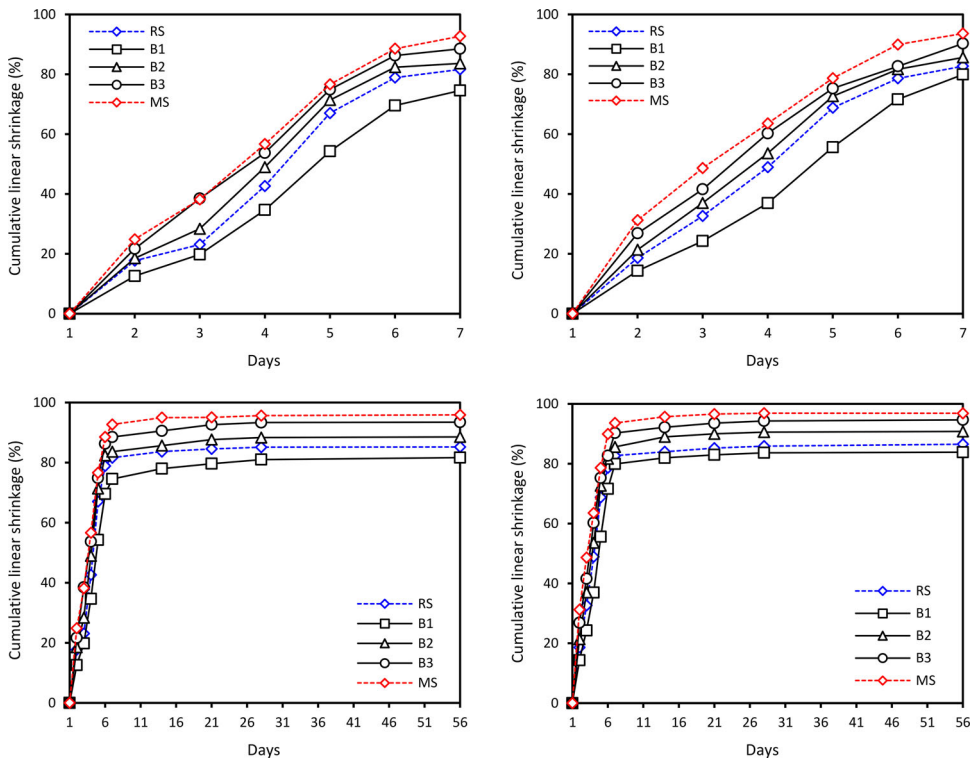 Cumulative linear shrinkage (%)
100
80
60
40
20
0
RS
B1
B2
B3
MS
1 2 3 4 5 6 7
Days
Cumulative linear shrinkage (%)
100
80
60
40
20
0
RS
B1
B2
B3
MS
1 2 3 4 5 6 7
Days
Cumulative linear shrinkage (%)
100
80
60
40
20
0
RS
B1
B2
B3
MS
1 6 11 16 21 26 31 41 46 51 56
Days
Cumulative linear shrinkage (%)
100
80
60
40
20
0
RS
B1
B2
B3
MS
1 6 11 16 21 26 31 41 46 51 56
Days